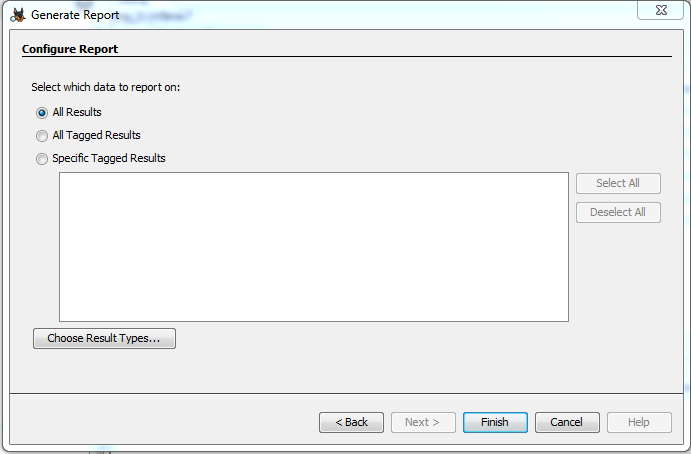 Generate Report
Configure Report
Select which data to report on:
All Results
All Tagged Results
Specific Tagged Results
Select All
Deselect All
Choose Result Types...
< Back
Next >
Finish
Cancel
Help